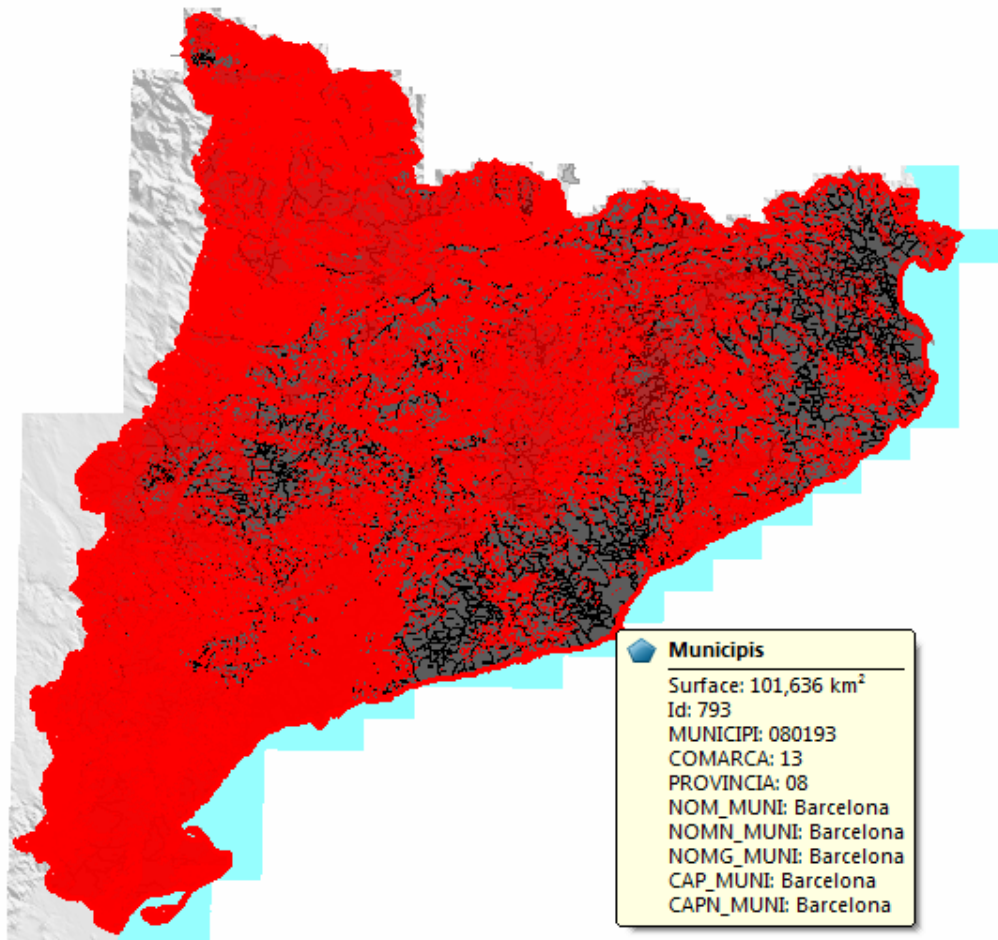 Municipis
Surface: 101,636 km²
Id: 793
MUNICIPI: 080193
COMARCA: 13
PROVINCIA: 08
NOM_MUNI: Barcelona
NOMN_MUNI: Barcelona
NOMG_MUNI: Barcelona
CAP_MUNI: Barcelona
CAPN_MUNI: Barcelona